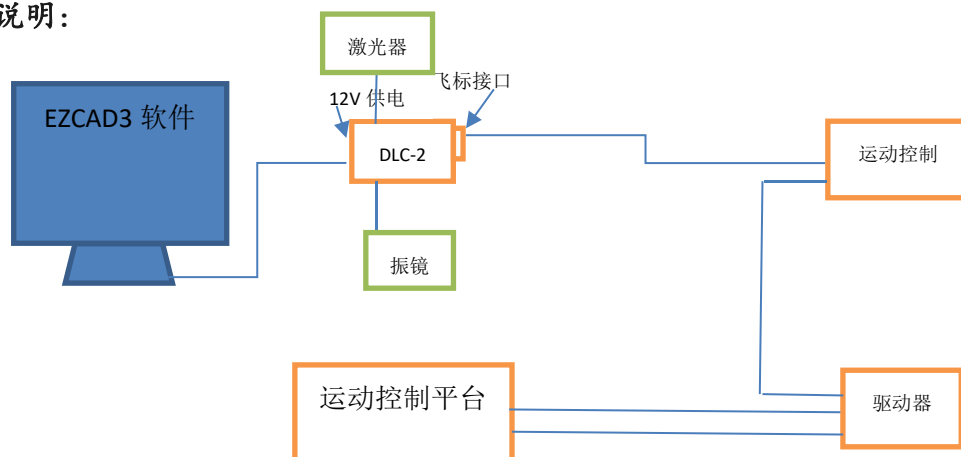 说明：
激光器
飞标接口
12V 供电
EZCAD3 软件
DLC-2
运动控制
振镜
运动控制平台
驱动器